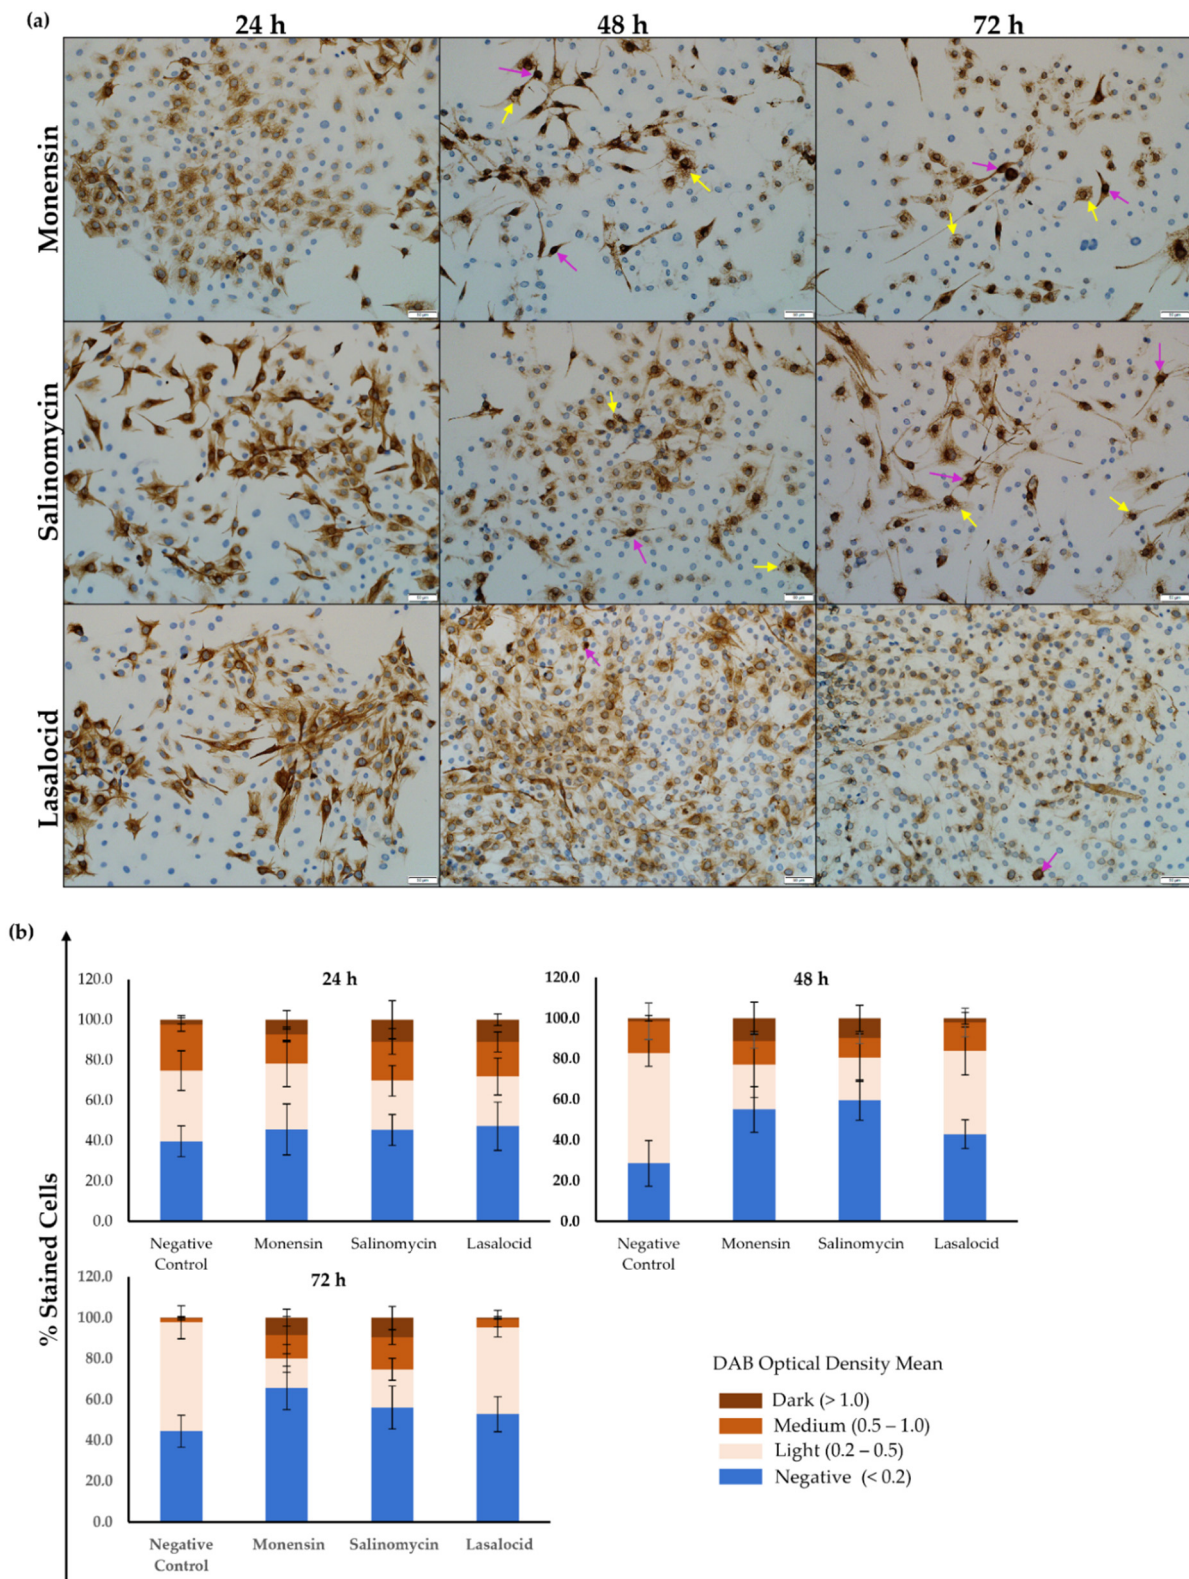 (a)
24 h 48 h 72 h
Monensin
Salinomycin
Lasalocid
(b)
% Stained Cells
24 h
120.0
100.0
80.0
60.0
40.0
20.0
0.0
Negative Control Monensin Salinomycin Lasalocid
48 h
120.0
100.0
80.0
60.0
40.0
20.0
0.0
Negative Control Monensin Salinomycin Lasalocid
72 h
120.0
100.0
80.0
60.0
40.0
20.0
0.0
Negative Control Monensin Salinomycin Lasalocid
DAB Optical Density Mean
Dark (> 1.0)
Medium (0.5 – 1.0)
Light (0.2 – 0.5)
Negative (< 0.2)